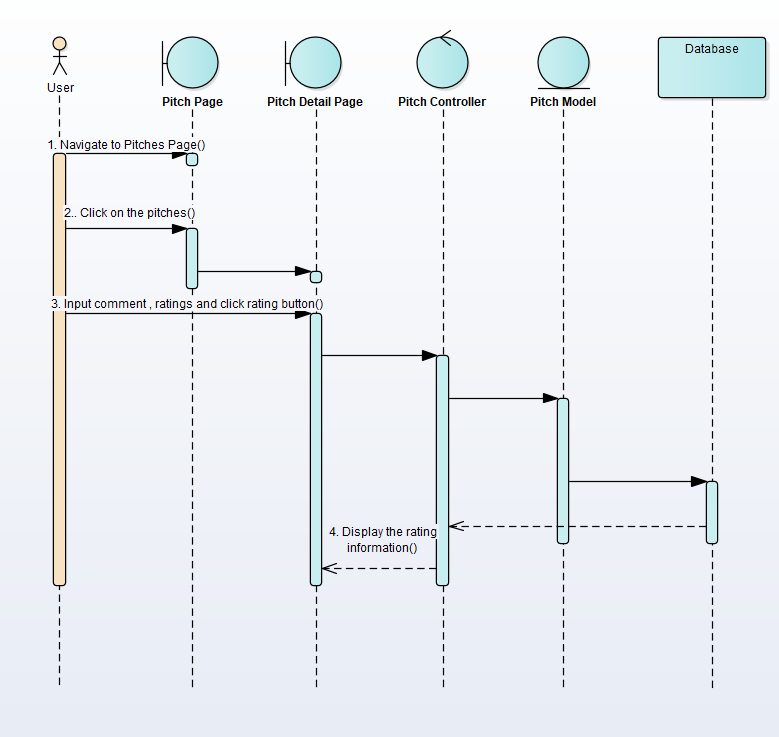 Database
User
Pitch Page
Pitch Detail Page
Pitch Controller
Pitch Model
1. Navigate to Pitches Page()
2.. Click on the pitches()
3. Input comment , ratings and click rating button()
4. Display the rating
information()